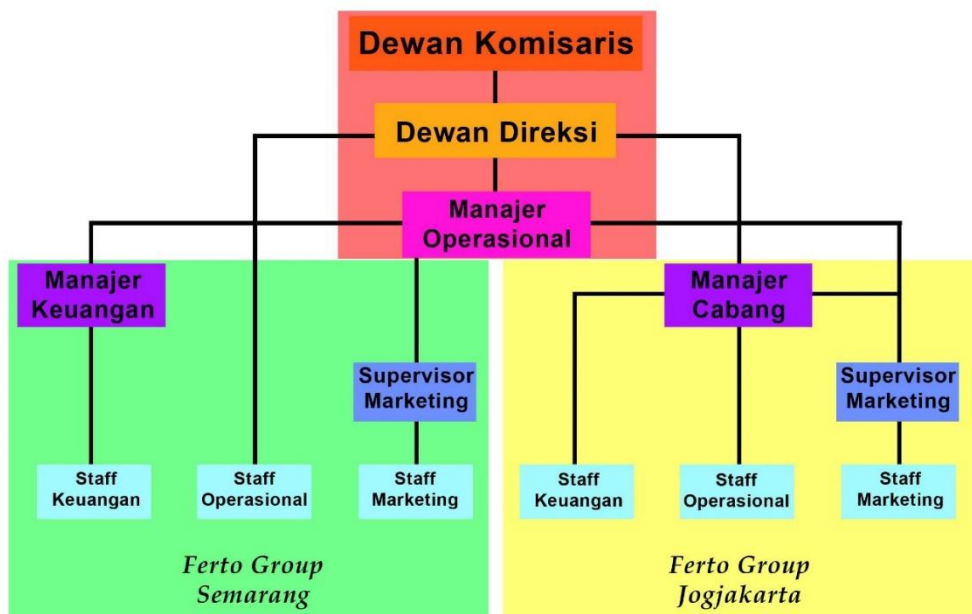 Dewan Komisaris
Dewan Direksi
Manajer
Operasional
Manajer
Keuangan
Manajer
Cabang
Supervisor
Marketing
Supervisor
Marketing
Staff
Keuangan
Staff
Operasional
Staff
Marketing
Staff
Keuangan
Staff
Operasional
Staff
Marketing
Ferto Group
Semarang
Ferto Group
Jogjakarta